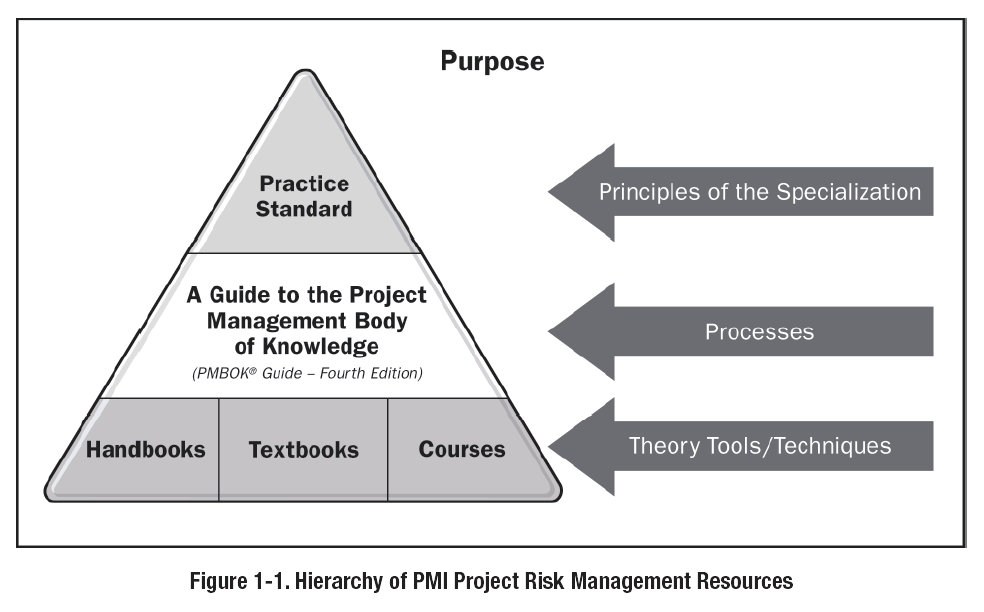 Purpose
Practice
Standard
Principles of the Specialization
A Guide to the Project
Management Body
of Knowledge
(PMBOK® Guide – Fourth Edition)
Processes
Handbooks
Textbooks
Courses
Theory Tools/Techniques
Figure 1-1. Hierarchy of PMI Project Risk Management Resources